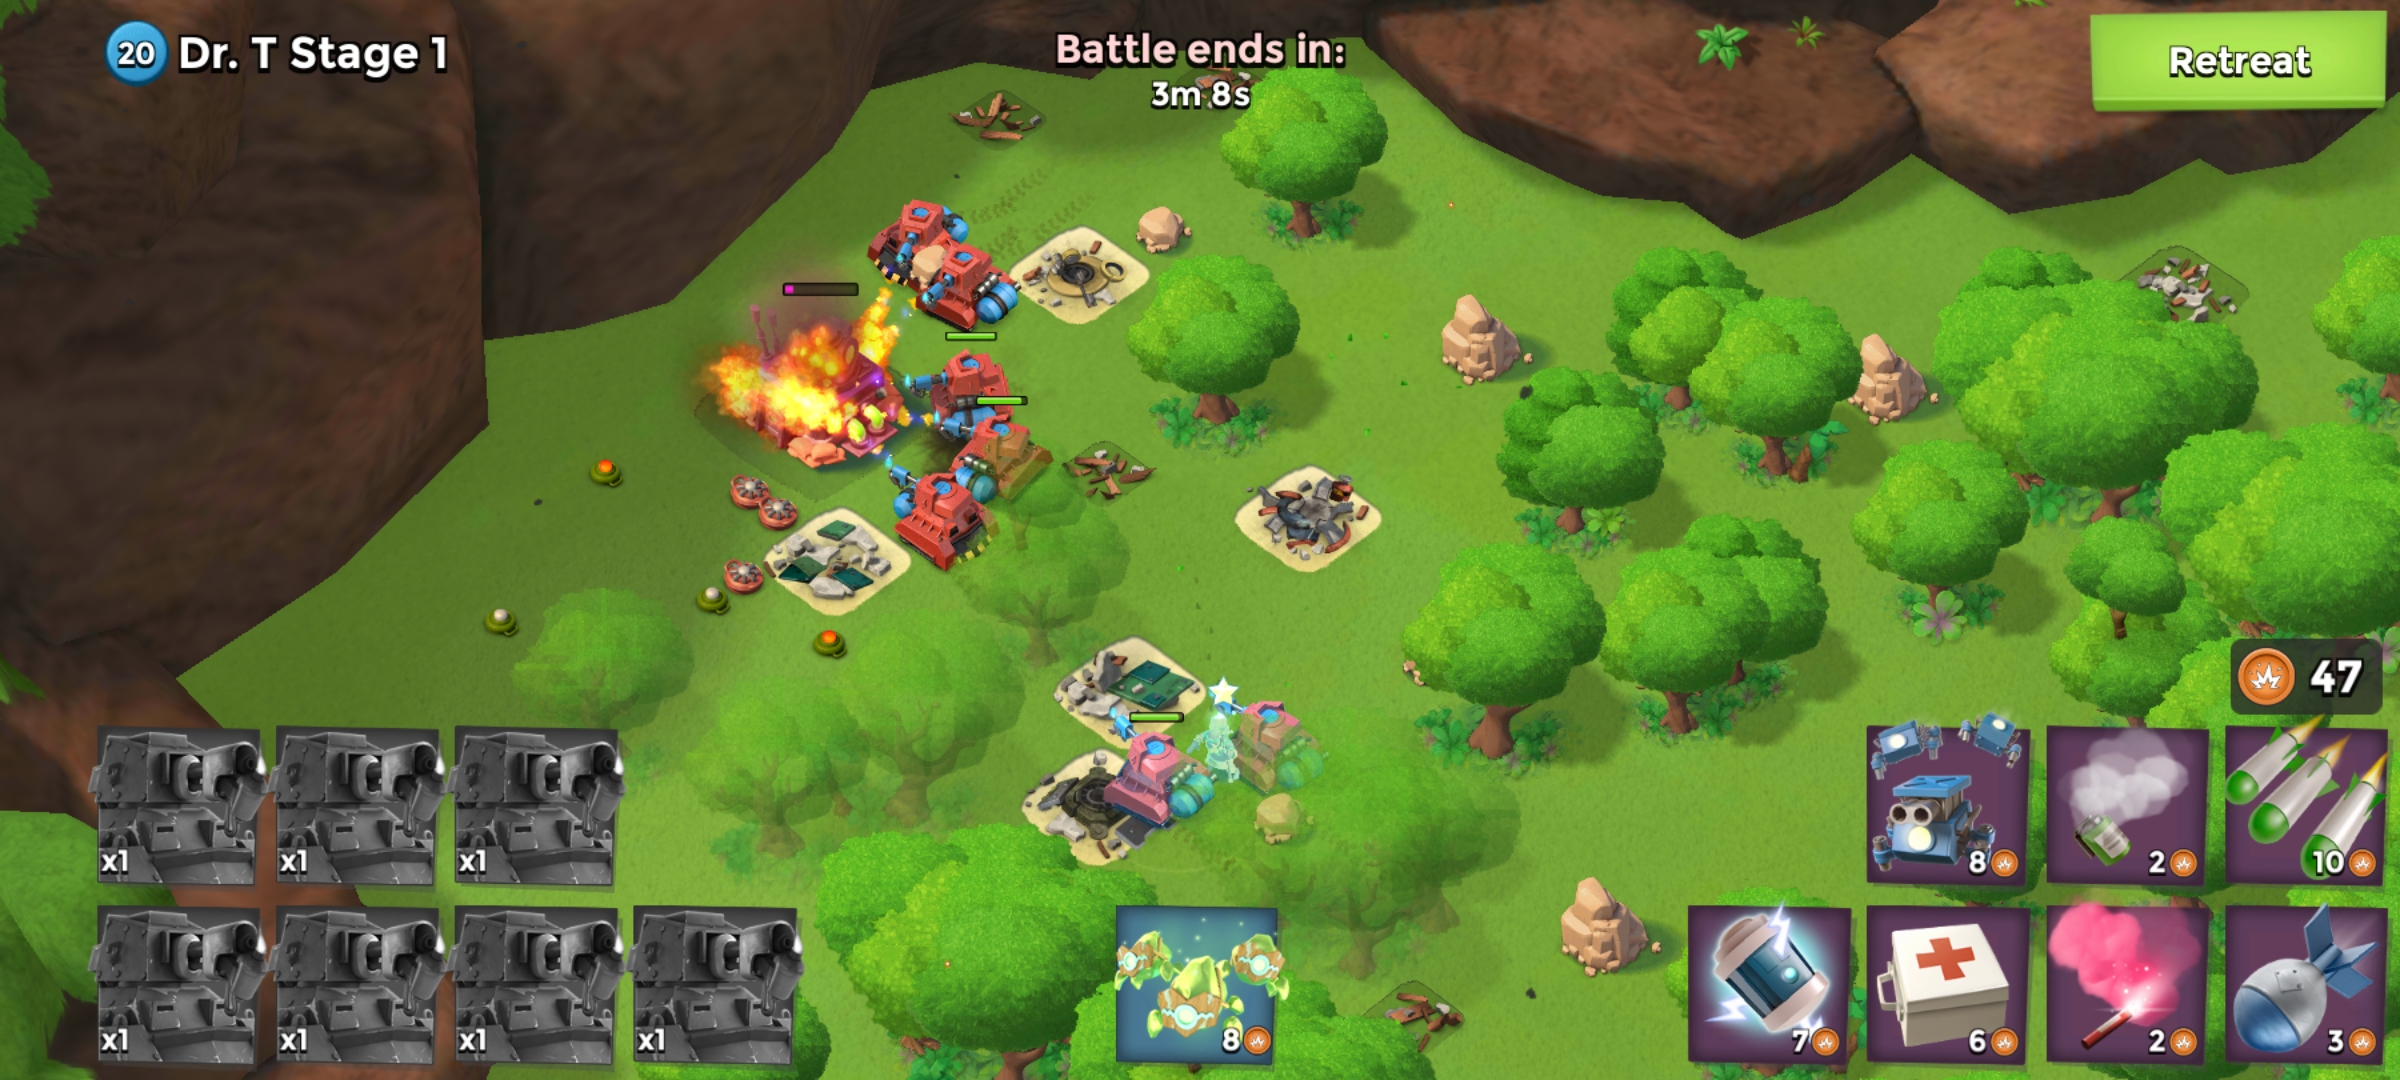 20 Dr. T Stage 1
Battle ends in:
3m 8s
Retreat
47
x1 x1 x1
8 2 10
x1 x1 x1 x1
8
7 6 2 3